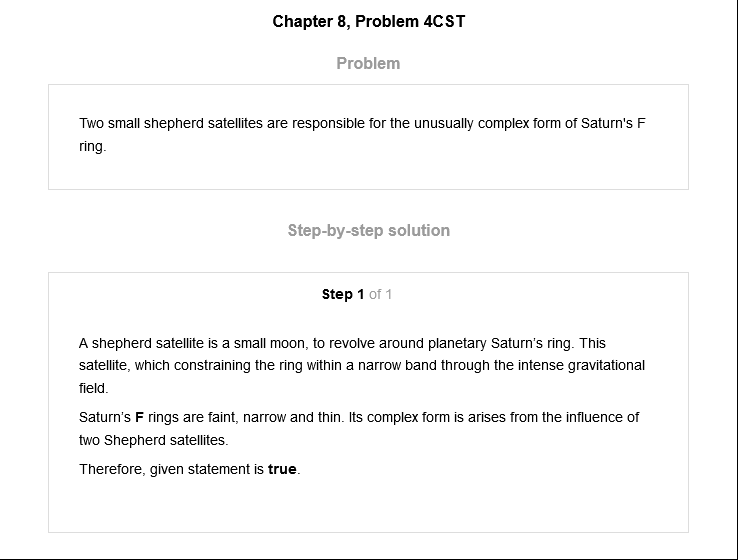 Chapter 8, Problem 4CST
Problem
Two small shepherd satellites are responsible for the unusually complex form of Saturn's F
ring.
Step-by-step solution
Step 1 of 1
A shepherd satellite is a small moon, to revolve around planetary Saturn's ring. This
satellite, which constraining the ring within a narrow band through the intense gravitational
field.
Saturn's F rings are faint, narrow and thin. Its complex form is arises from the influence of
two Shepherd satellites.
Therefore, given statement is true.